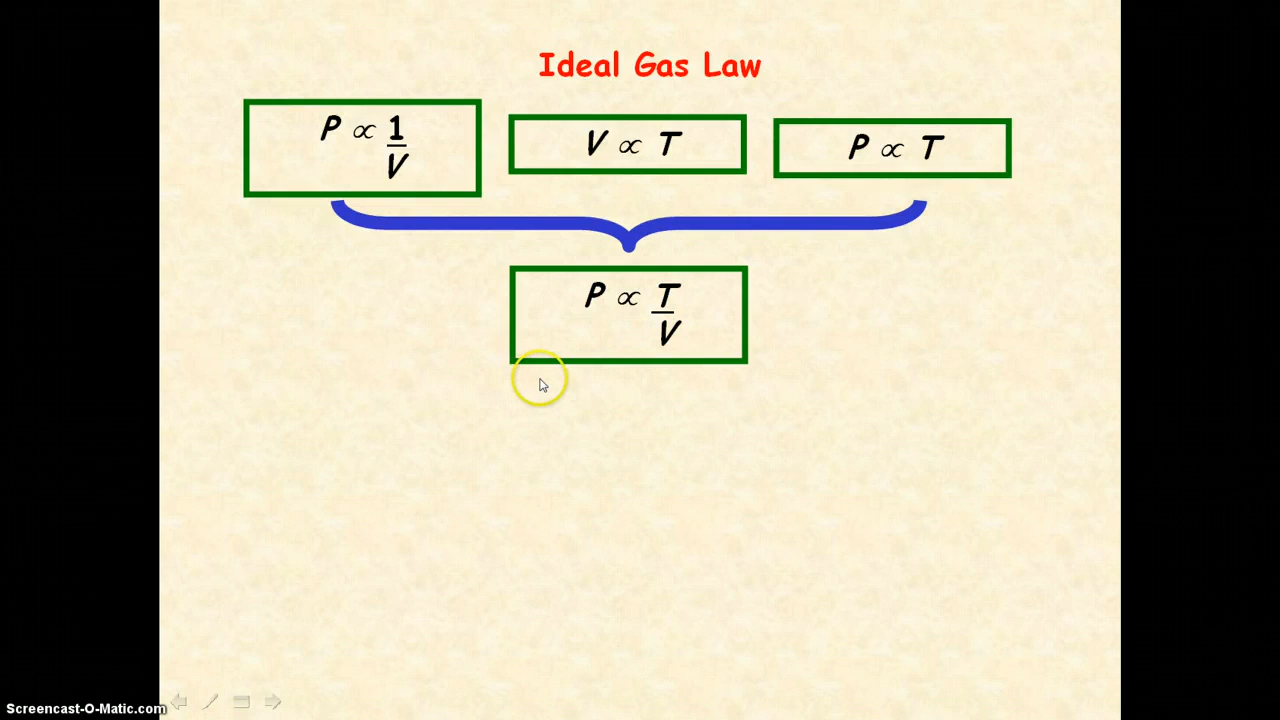 Ideal Gas Law
P ∝ 1/V
V ∝ T
P ∝ T
P ∝ T/V
Screencast-O-Matic.com